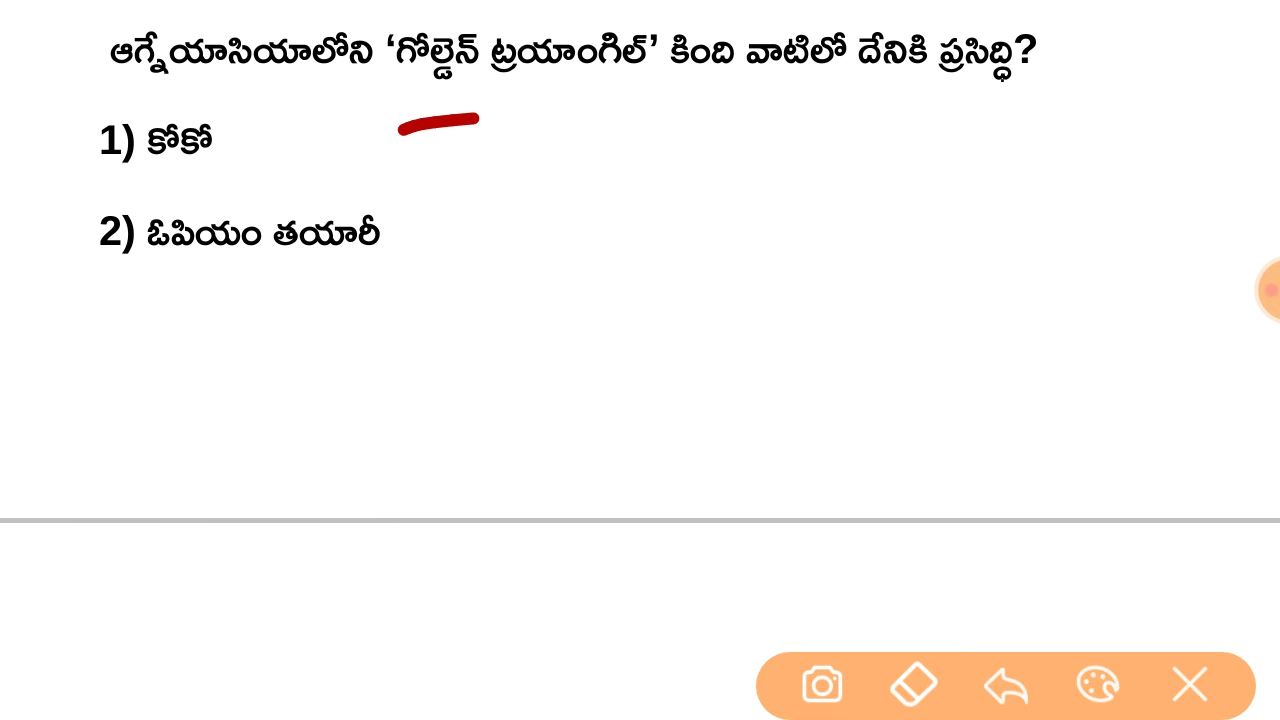 ఆగ్నేయాసియాలోని ‘గోల్డెన్ ట్రయాంగిల్’ కింది వాటిలో దేనికి ప్రసిద్ధి?
1) కోకో
2) ఓపియం తయారీ